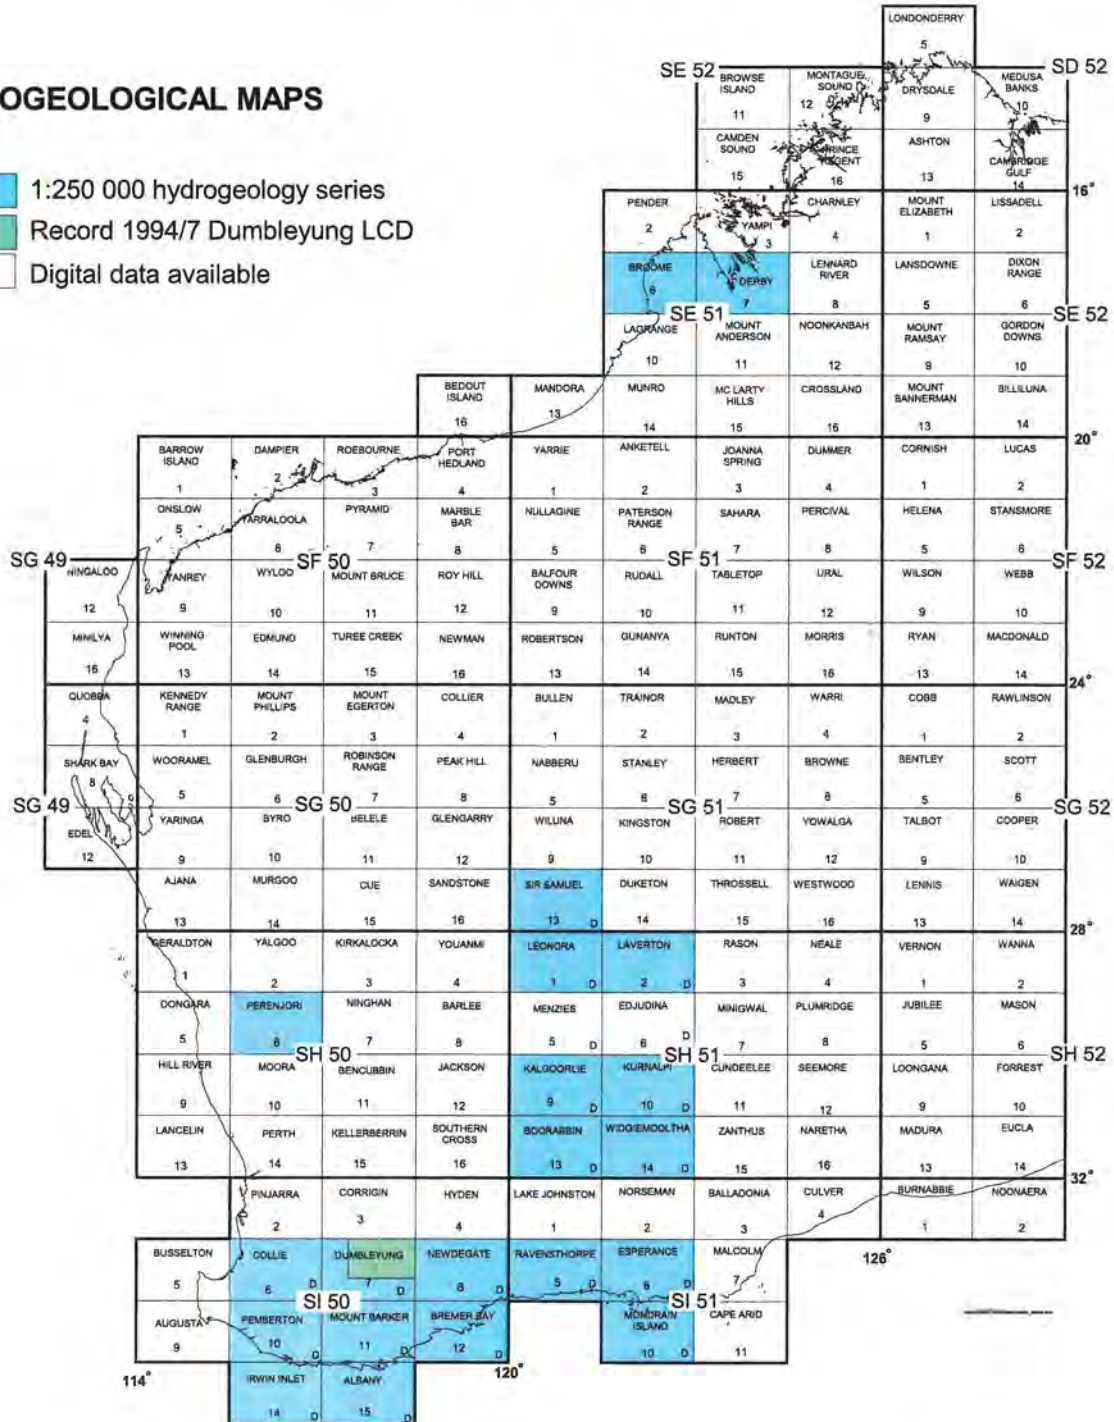 OGEOLOGICAL MAPS
1:250 000 hydrogeology series
Record 1994/7 Dumbleyung LCD
Digital data available
LONDONDERRY
5
SE 52
SD 52
BROWSE ISLAND 11
MONTAGUE SOUND 12
DRYSDALE 9
MEDUSA BANKS 10
CAMDEN SOUND 15
PRINCE REGENT 16
ASHTON 13
CAMBRIDGE GULF 14
16°
PENDER 2
YAMPI 3
CHARNLEY 4
MOUNT ELIZABETH 1
LISSADELL 2
BROOME 6
DERBY 7
LENNARD RIVER 8
LANSDOWNE 5
DIXON RANGE 6
SE 51
SE 52
LAGRANGE 10
MOUNT ANDERSON 11
NOONKANBAH 12
MOUNT RAMSAY 9
GORDON DOWNS 10
BEDOUT ISLAND 16
MANDORA 13
MUNRO 14
MC LARTY HILLS 15
CROSSLAND 16
MOUNT BANNERMAN 13
BILLILUNA 14
20°
BARROW ISLAND 1
DAMPIER 2
ROEBOURNE 3
PORT HEDLAND 4
YARRIE 1
ANKETELL 2
JOANNA SPRING 3
DUMMER 4
CORNISH 1
LUCAS 2
ONSLOW 5
YARRALOOLA 6
PYRAMID 7
MARBLE BAR 8
NULLAGINE 5
PATERSON RANGE 6
SAHARA 7
PERCIVAL 8
HELENA 5
STANSMORE 6
SG 49
SF 50
SF 51
SF 52
NINGALOO 12
YANREY 9
WYLOO 10
MOUNT BRUCE 11
ROY HILL 12
BALFOUR DOWNS 9
RUDALL 10
TABLETOP 11
URAL 12
WILSON 9
WEBB 10
MINILYA 16
WINNING POOL 13
EDMUND 14
TUREE CREEK 15
NEWMAN 16
ROBERTSON 13
GUNANYA 14
RUNTON 15
MORRIS 16
RYAN 13
MACDONALD 14
24°
QUOBBA 4
KENNEDY RANGE 1
MOUNT PHILLIPS 2
MOUNT EGERTON 3
COLLIER 4
BULLEN 1
TRAINOR 2
MADLEY 3
WARRI 4
COBB 1
RAWLINSON 2
SHARK BAY 8
WOORAMEL 5
GLENBURGH 6
ROBINSON RANGE 7
PEAK HILL 8
NABBERU 5
STANLEY 6
HERBERT 7
BROWNE 8
BENTLEY 5
SCOTT 6
SG 49
SG 50
SG 51
SG 52
EDEL 12
YARINGA 9
BYRO 10
BELELE 11
GLENGARRY 12
WILUNA 9
KINGSTON 10
ROBERT 11
YOWALGA 12
TALBOT 9
COOPER 10
AJANA 13
MURGOO 14
CUE 15
SANDSTONE 16
SIR SAMUEL 13 D
DUKETON 14
THROSSELL 15
WESTWOOD 16
LENNIS 13
WAIGEN 14
28°
GERALDTON 1
YALGOO 2
KIRKALOCKA 3
YOUANMI 4
LEONORA 1 D
LAVERTON 2 D
RASON 3
NEALE 4
VERNON 1
WANNA 2
DONGARA 5
PERENJORI 6
NINGHAN 7
BARLEE 8
MENZIES 5 D
EDJUDINA 6 D
MINIGWAL 7
PLUMRIDGE 8
JUBILEE 5
MASON 6
SH 50
SH 51
SH 52
HILL RIVER 9
MOORA 10
BENCUBBIN 11
JACKSON 12
KALGOORLIE 9 D
KURNALPI 10 D
CUNDEELEE 11
SEEMORE 12
LOONGANA 9
FORREST 10
LANCELIN 13
PERTH 14
KELLERBERRIN 15
SOUTHERN CROSS 16
BOORABBIN 13 D
WIDGIEMOOLTHA 14 D
ZANTHUS 15
NARETHA 16
MADURA 13
EUCLA 14
32°
PINJARRA 2
CORRIGIN 3
HYDEN 4
LAKE JOHNSTON 1
NORSEMAN 2
BALLADONIA 3
CULVER 4
BURNABBIE 1
NOONAERA 2
BUSSELTON 5
COLLIE 6 D
DUMBLEYUNG 7 D
NEWDEGATE 8 D
RAVENSTHORPE 5 D
ESPERANCE 6 D
MALCOLM 7
126°
SI 50
SI 51
AUGUSTA 9
PEMBERTON 10 D
MOUNT BARKER 11 D
BREMER BAY 12 D
MONDRAIN ISLAND 10 D
CAPE ARID 11
114°
120°
IRWIN INLET 14 D
ALBANY 15 D